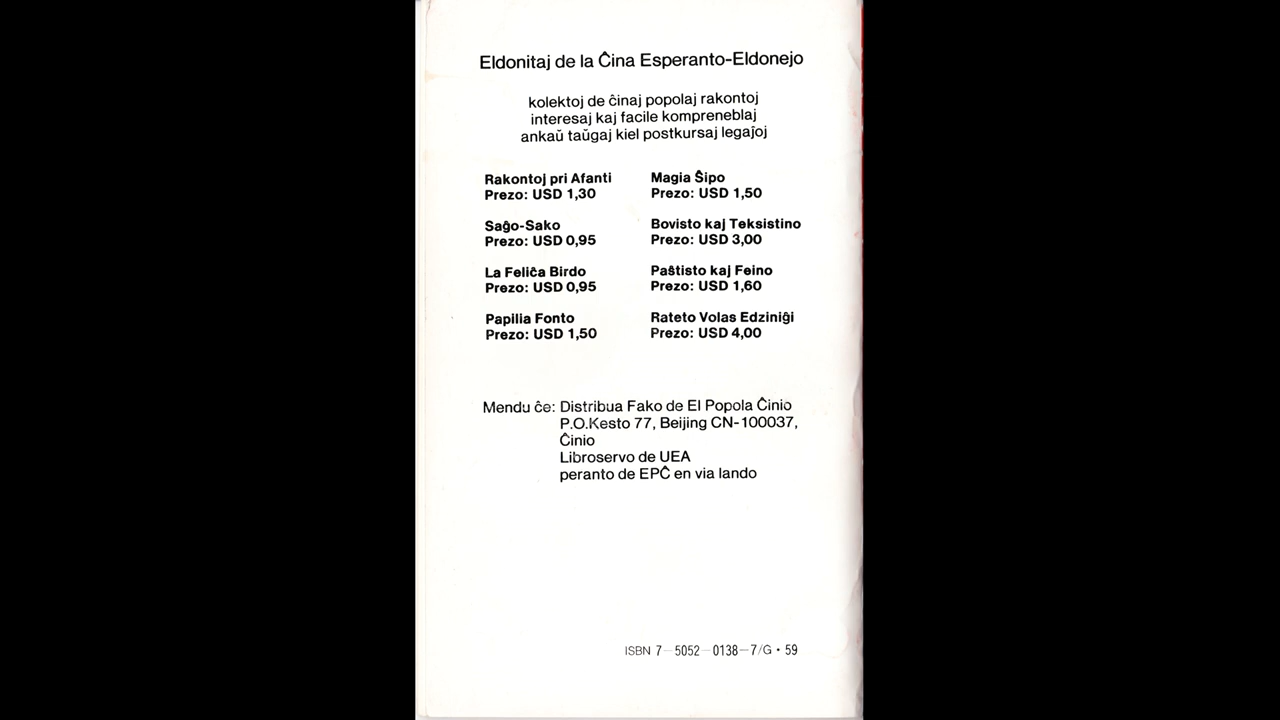 Eldonitaj de la Ĉina Esperanto-Eldonejo
kolektoj de ĉinaj popolaj rakontoj
interesaj kaj facile kompreneblaj
ankaŭ taŭgaj kiel postkursaj legaĵoj
Rakontoj pri Afanti
Prezo: USD 1,30
Saĝo-Sako
Prezo: USD 0,95
La Feliĉa Birdo
Prezo: USD 0,95
Papilia Fonto
Prezo: USD 1,50
Magia Ŝipo
Prezo: USD 1,50
Bovisto kaj Teksistino
Prezo: USD 3,00
Paŝtisto kaj Feino
Prezo: USD 1,60
Rateto Volas Edziniĝi
Prezo: USD 4,00
Mendu ĉe: Distribua Fako de El Popola Ĉinio
P.O.Kesto 77, Beijing CN-100037,
Ĉinio
Libroservo de UEA
peranto de EPĈ en via lando
ISBN 7-5052-0138-7/G·59